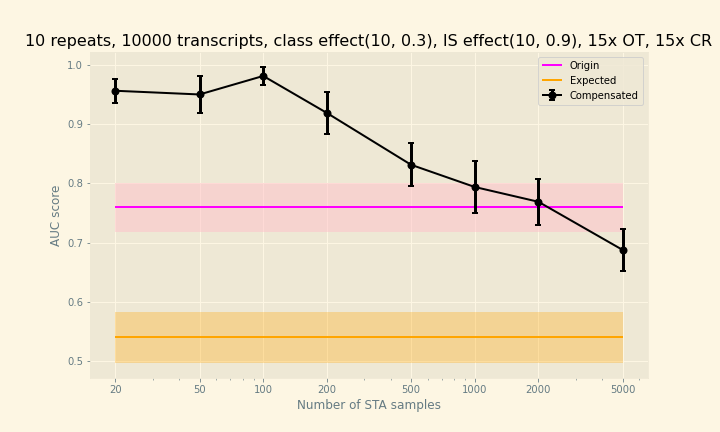 10 repeats, 10000 transcripts, class effect(10, 0.3), IS effect(10, 0.9), 15x OT, 15x CR
1.0
0.9
0.8
0.7
0.6
0.5
AUC score
Origin
Expected
Compensated
20 50 100 200 500 1000 2000 5000
Number of STA samples